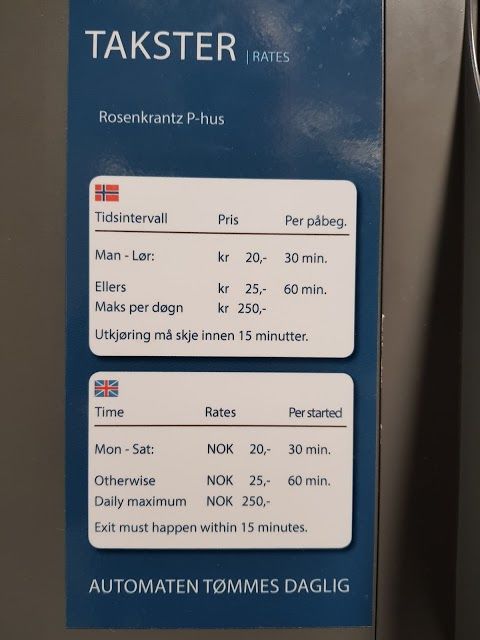 TAKSTER | RATES
Rosenkrantz P-hus
Tidsintervall Pris Per påbeg.
Man - Lør: kr 20,- 30 min.
Ellers kr 25,- 60 min.
Maks per døgn kr 250,-
Utkjøring må skje innen 15 minutter.
Time Rates Per started
Mon - Sat: NOK 20,- 30 min.
Otherwise NOK 25,- 60 min.
Daily maximum NOK 250,-
Exit must happen within 15 minutes.
AUTOMATEN TØMMES DAGLIG